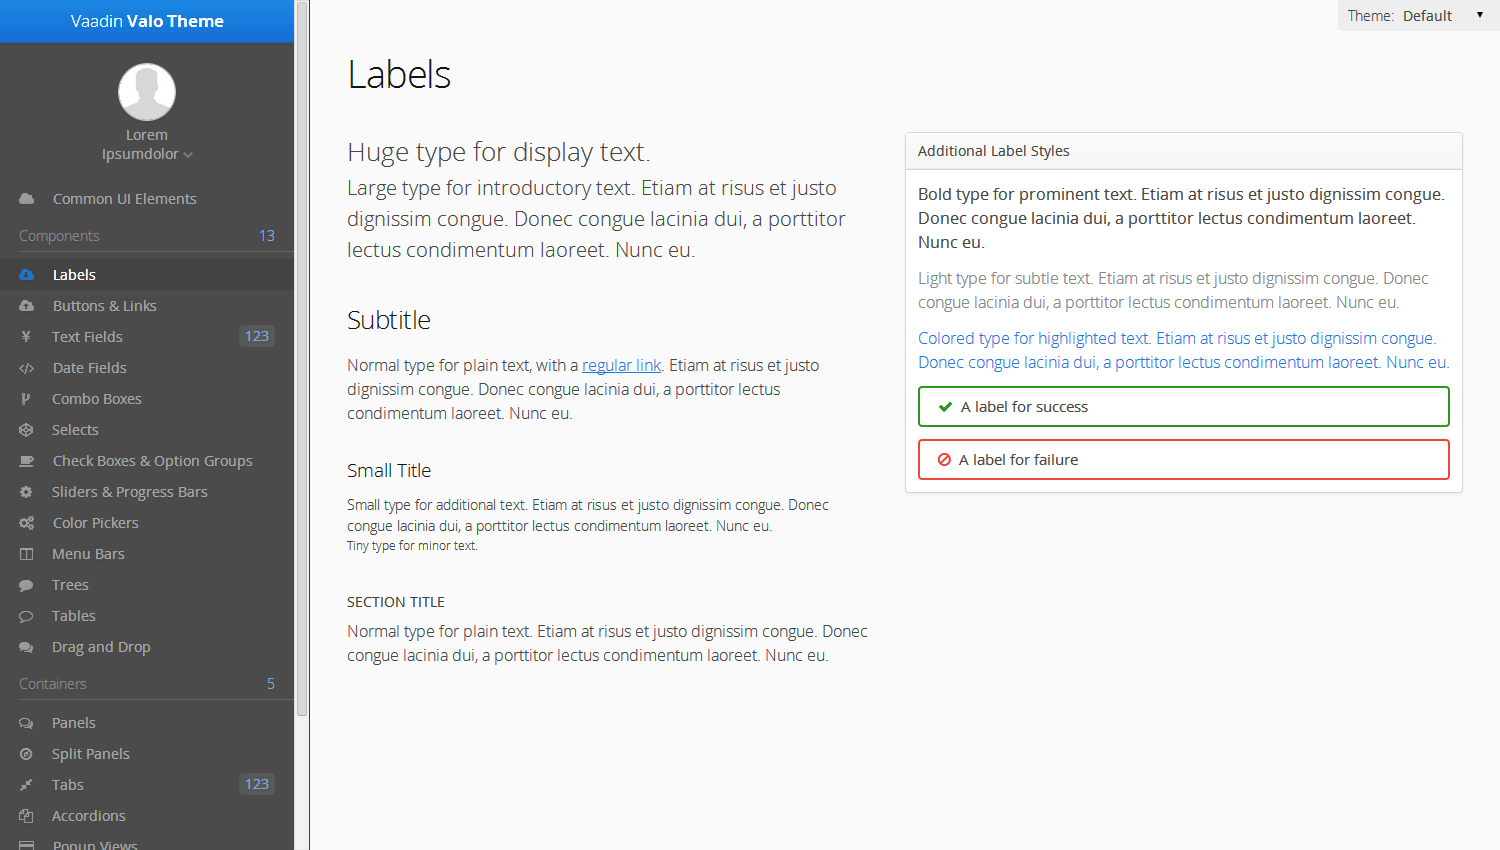 Vaadin Valo Theme
Lorem
Ipsumdolor
Common UI Elements
Components 13
Labels
Buttons & Links
Text Fields 123
Date Fields
Combo Boxes
Selects
Check Boxes & Option Groups
Sliders & Progress Bars
Color Pickers
Menu Bars
Trees
Tables
Drag and Drop
Containers 5
Panels
Split Panels
Tabs 123
Accordions
Popup Views
Theme: Default
Labels
Huge type for display text.
Large type for introductory text. Etiam at risus et justo
dignissim congue. Donec congue lacinia dui, a porttitor
lectus condimentum laoreet. Nunc eu.
Subtitle
Normal type for plain text, with a regular link. Etiam at risus et justo
dignissim congue. Donec congue lacinia dui, a porttitor lectus
condimentum laoreet. Nunc eu.
Small Title
Small type for additional text. Etiam at risus et justo dignissim congue. Donec
congue lacinia dui, a porttitor lectus condimentum laoreet. Nunc eu.
Tiny type for minor text.
SECTION TITLE
Normal type for plain text. Etiam at risus et justo dignissim congue. Donec
congue lacinia dui, a porttitor lectus condimentum laoreet. Nunc eu.
Additional Label Styles
Bold type for prominent text. Etiam at risus et justo dignissim congue.
Donec congue lacinia dui, a porttitor lectus condimentum laoreet.
Nunc eu.
Light type for subtle text. Etiam at risus et justo dignissim congue. Donec
congue lacinia dui, a porttitor lectus condimentum laoreet. Nunc eu.
Colored type for highlighted text. Etiam at risus et justo dignissim congue.
Donec congue lacinia dui, a porttitor lectus condimentum laoreet. Nunc eu.
A label for success
A label for failure